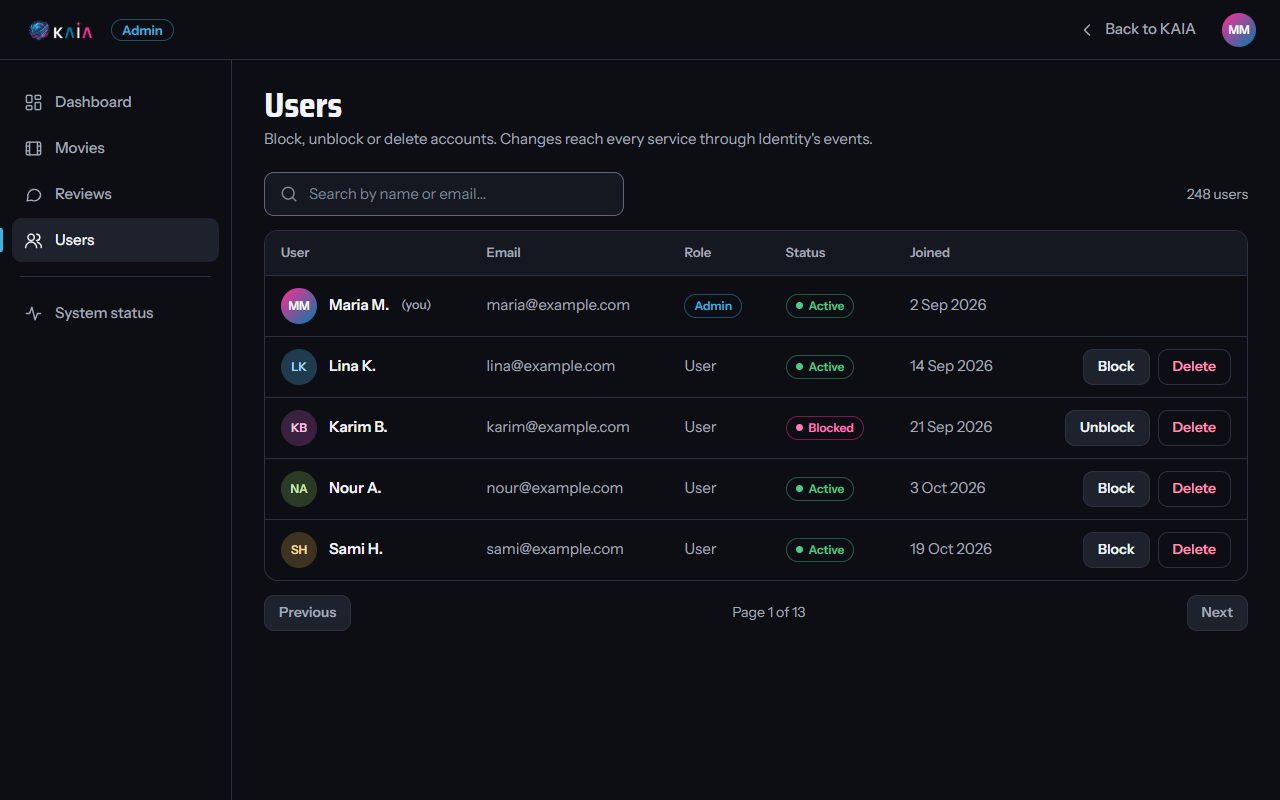 KAIA Admin
Back to KAIA MM
Dashboard
Movies
Reviews
Users
System status
Users
Block, unblock or delete accounts. Changes reach every service through Identity's events.
Search by name or email...
248 users
User Email Role Status Joined
MM Maria M. (you) maria@example.com Admin Active 2 Sep 2026
LK Lina K. lina@example.com User Active 14 Sep 2026 Block Delete
KB Karim B. karim@example.com User Blocked 21 Sep 2026 Unblock Delete
NA Nour A. nour@example.com User Active 3 Oct 2026 Block Delete
SH Sami H. sami@example.com User Active 19 Oct 2026 Block Delete
Previous Page 1 of 13 Next